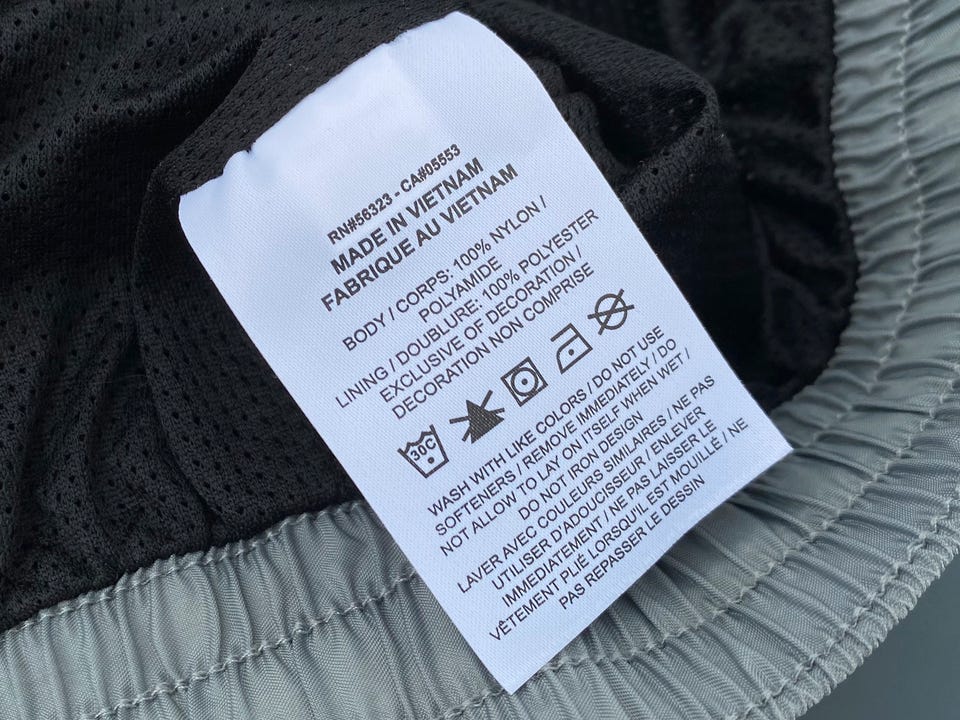 RN#56323 - CA#05553
MADE IN VIETNAM
FABRIQUE AU VIETNAM
BODY / CORPS: 100% NYLON /
POLYAMIDE
LINING / DOUBLURE: 100% POLYESTER
EXCLUSIVE OF DECORATION /
DECORATION NON COMPRISE
30C
WASH WITH LIKE COLORS / DO NOT USE
SOFTENERS / REMOVE IMMEDIATELY / DO
NOT ALLOW TO LAY ON ITSELF WHEN WET /
DO NOT IRON DESIGN
LAVER AVEC COULEURS SIMILAIRES / NE PAS
UTILISER D'ADOUCISSEUR / ENLEVER
IMMEDIATEMENT / NE PAS LAISSER LE
VÊTEMENT PLIÉ LORSQU'IL EST MOUILLÉ / NE
PAS REPASSER LE DESSIN